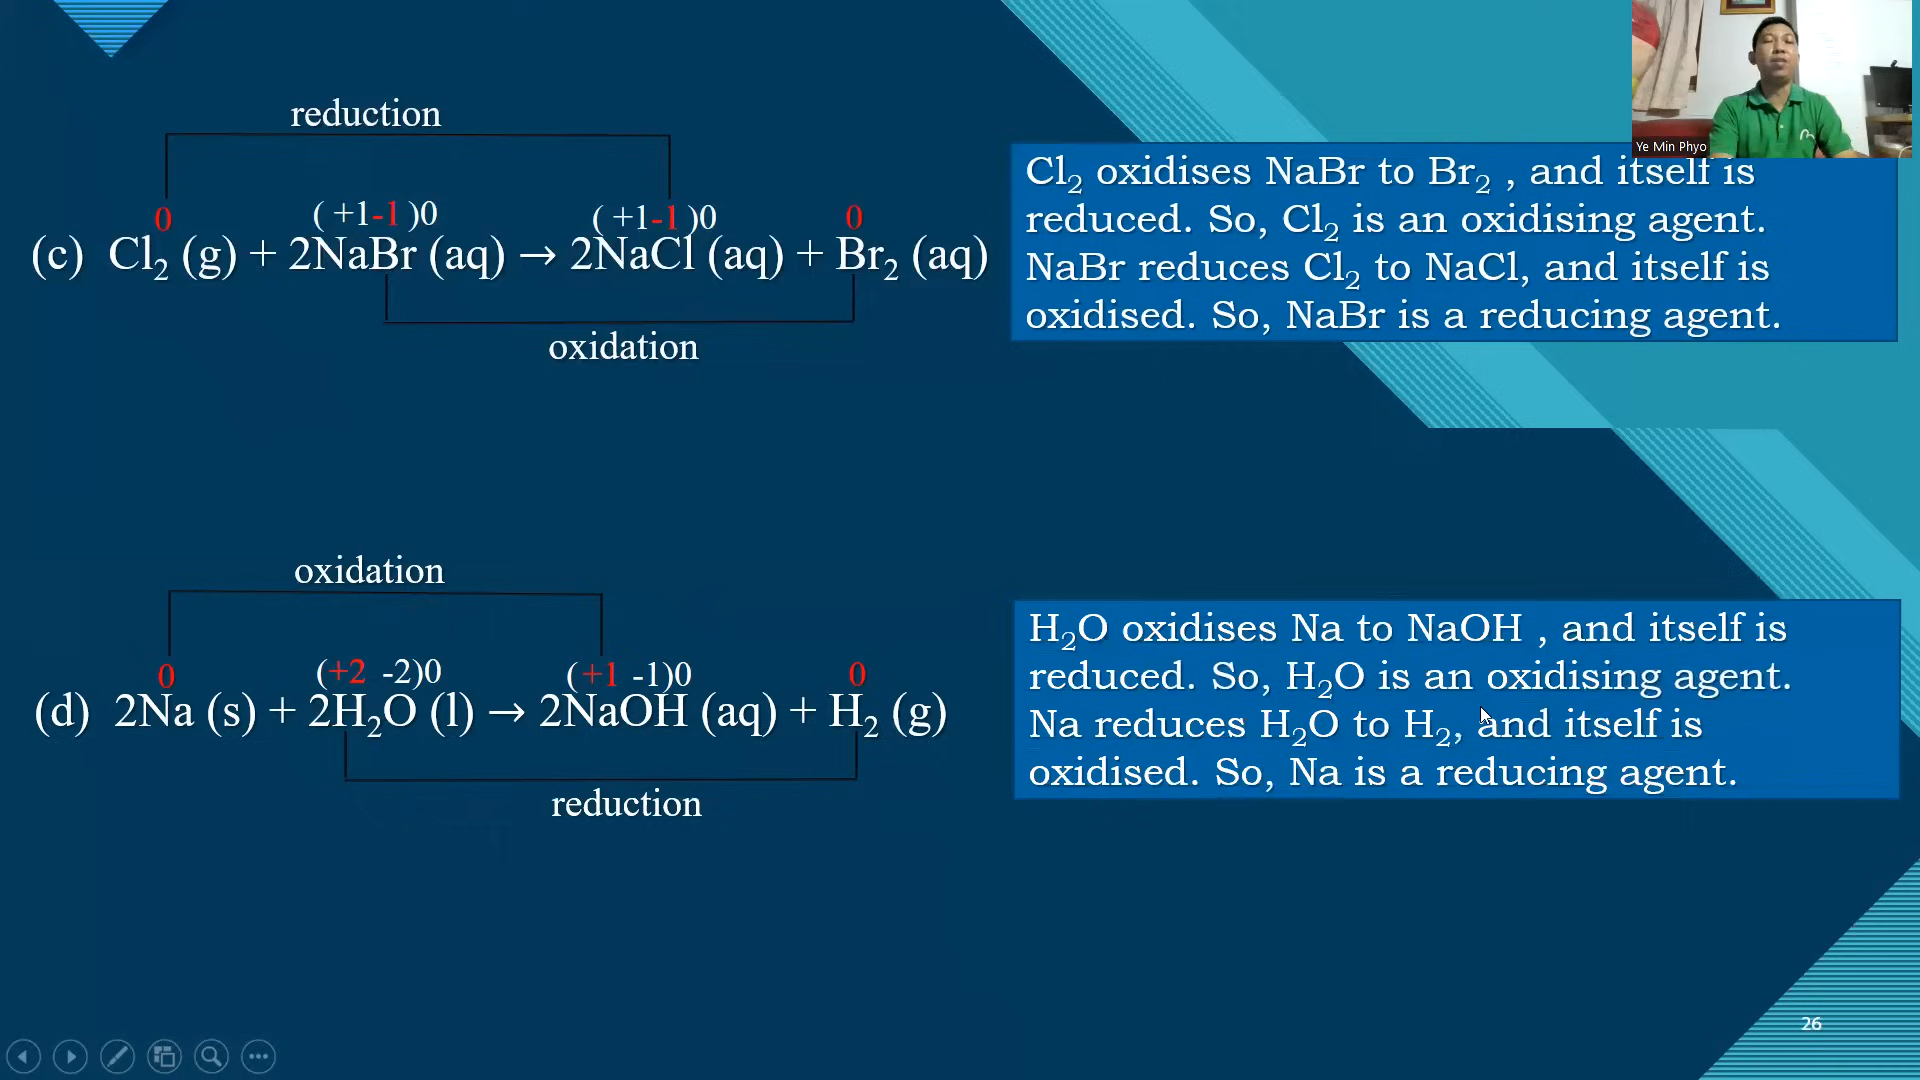 reduction
0 ( +1-1 )0 ( +1-1 )0 0
(c) Cl₂ (g) + 2NaBr (aq) → 2NaCl (aq) + Br₂ (aq)
oxidation
Ye Min Phyo
Cl₂ oxidises NaBr to Br₂ , and itself is
reduced. So, Cl₂ is an oxidising agent.
NaBr reduces Cl₂ to NaCl, and itself is
oxidised. So, NaBr is a reducing agent.
oxidation
0 (+2 -2)0 (+1 -1)0 0
(d) 2Na (s) + 2H₂O (l) → 2NaOH (aq) + H₂ (g)
reduction
H₂O oxidises Na to NaOH , and itself is
reduced. So, H₂O is an oxidising agent.
Na reduces H₂O to H₂, and itself is
oxidised. So, Na is a reducing agent.
26